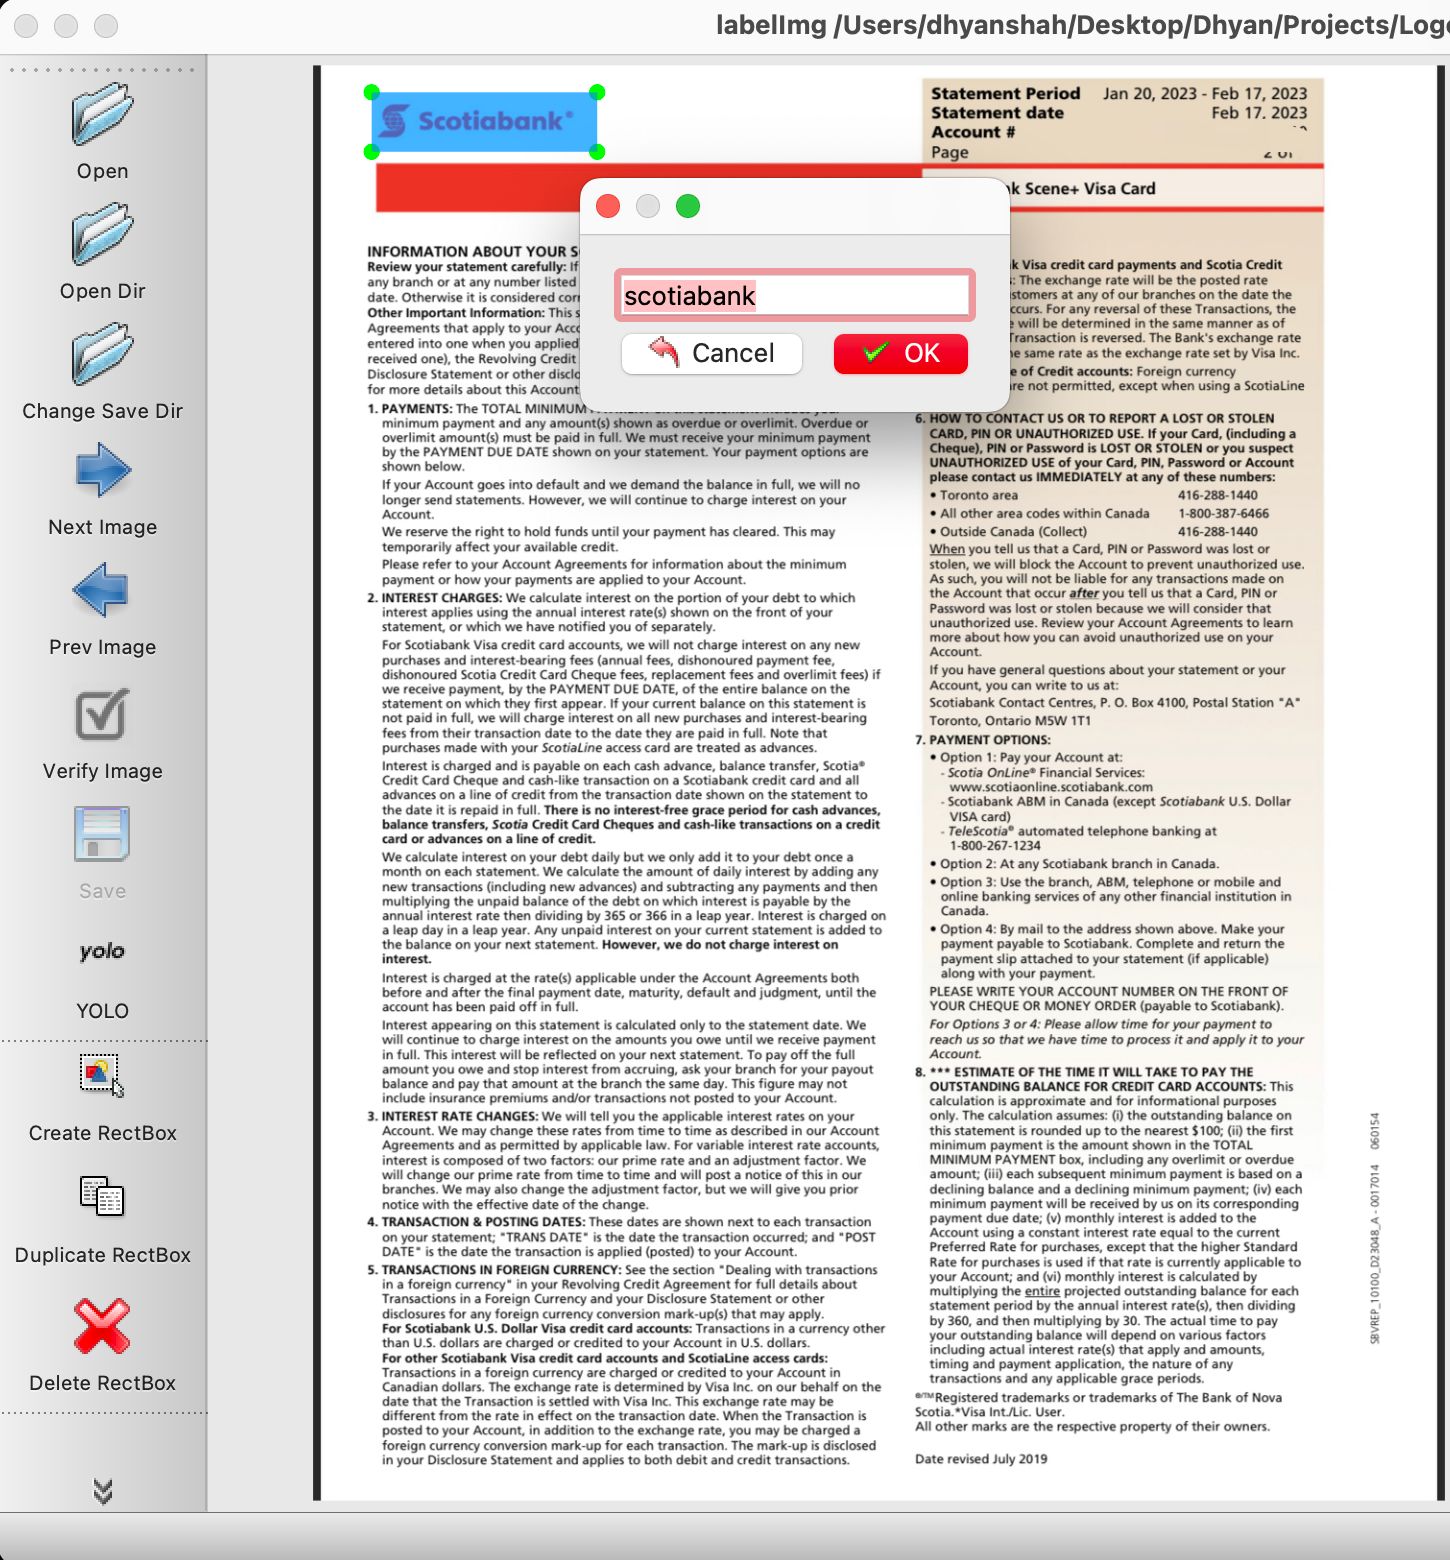 labelImg /Users/dhyanshah/Desktop/Dhyan/Projects/Log
Open
Open Dir
Change Save Dir
Next Image
Prev Image
Verify Image
Save
yolo
YOLO
Create RectBox
Duplicate RectBox
Delete RectBox
Scotiabank®
Statement Period Jan 20, 2023 - Feb 17, 2023
Statement date Feb 17, 2023
Account #
Page 2 of
k Scene+ Visa Card
scotiabank
Cancel
OK
INFORMATION ABOUT YOUR S
Review your statement carefully: If
any branch or at any number listed
date. Otherwise it is considered corr
Other Important Information: This s
Agreements that apply to your Acc
entered into one when you applied
received one), the Revolving Credit
Disclosure Statement or other disclo
for more details about this Account
1. PAYMENTS: The TOTAL MINIMUM
minimum payment and any amount(s) shown as overdue or overlimit. Overdue or
overlimit amount(s) must be paid in full. We must receive your minimum payment
by the PAYMENT DUE DATE shown on your statement. Your payment options are
shown below.
If your Account goes into default and we demand the balance in full, we will no
longer send statements. However, we will continue to charge interest on your
Account.
We reserve the right to hold funds until your payment has cleared. This may
temporarily affect your available credit.
Please refer to your Account Agreements for information about the minimum
payment or how your payments are applied to your Account.
2. INTEREST CHARGES: We calculate interest on the portion of your debt to which
interest applies using the annual interest rate(s) shown on the front of your
statement, or which we have notified you of separately.
For Scotiabank Visa credit card accounts, we will not charge interest on any new
purchases and interest-bearing fees (annual fees, dishonoured payment fee,
dishonoured Scotia Credit Card Cheque fees, replacement fees and overlimit fees) if
we receive payment, by the PAYMENT DUE DATE, of the entire balance on the
statement on which they first appear. If your current balance on this statement is
not paid in full, we will charge interest on all new purchases and interest-bearing
fees from their transaction date to the date they are paid in full. Note that
purchases made with your ScotiaLine access card are treated as advances.
Interest is charged and is payable on each cash advance, balance transfer, Scotia®
Credit Card Cheque and cash-like transaction on a Scotiabank credit card and all
advances on a line of credit from the transaction date shown on the statement to
the date it is repaid in full. There is no interest-free grace period for cash advances,
balance transfers, Scotia Credit Card Cheques and cash-like transactions on a credit
card or advances on a line of credit.
We calculate interest on your debt daily but we only add it to your debt once a
month on each statement. We calculate the amount of daily interest by adding any
new transactions (including new advances) and subtracting any payments and then
multiplying the unpaid balance of the debt on which interest is payable by the
annual interest rate then dividing by 365 or 366 in a leap year. Interest is charged on
a leap day in a leap year. Any unpaid interest on your current statement is added to
the balance on your next statement. However, we do not charge interest on
interest.
Interest is charged at the rate(s) applicable under the Account Agreements both
before and after the final payment date, maturity, default and judgment, until the
account has been paid off in full.
Interest appearing on this statement is calculated only to the statement date. We
will continue to charge interest on the amounts you owe until we receive payment
in full. This interest will be reflected on your next statement. To pay off the full
amount you owe and stop interest from accruing, ask your branch for your payout
balance and pay that amount at the branch the same day. This figure may not
include insurance premiums and/or transactions not posted to your Account.
3. INTEREST RATE CHANGES: We will tell you the applicable interest rates on your
Account. We may change these rates from time to time as described in our Account
Agreements and as permitted by applicable law. For variable interest rate accounts,
interest is composed of two factors: our prime rate and an adjustment factor. We
will change our prime rate from time to time and will post a notice of this in our
branches. We may also change the adjustment factor, but we will give you prior
notice with the effective date of the change.
4. TRANSACTION & POSTING DATES: These dates are shown next to each transaction
on your statement; "TRANS DATE" is the date the transaction occurred; and "POST
DATE" is the date the transaction is applied (posted) to your Account.
5. TRANSACTIONS IN FOREIGN CURRENCY: See the section "Dealing with transactions
in a foreign currency" in your Revolving Credit Agreement for full details about
Transactions in a Foreign Currency and your Disclosure Statement or other
disclosures for any foreign currency conversion mark-up(s) that may apply.
For Scotiabank U.S. Dollar Visa credit card accounts: Transactions in a currency other
than U.S. dollars are charged or credited to your Account in U.S. dollars.
For other Scotiabank Visa credit card accounts and ScotiaLine access cards:
Transactions in a foreign currency are charged or credited to your Account in
Canadian dollars. The exchange rate is determined by Visa Inc. on our behalf on the
date that the Transaction is settled with Visa Inc. This exchange rate may be
different from the rate in effect on the transaction date. When the Transaction is
posted to your Account, in addition to the exchange rate, you may be charged a
foreign currency conversion mark-up for each transaction. The mark-up is disclosed
in your Disclosure Statement and applies to both debit and credit transactions.
k Visa credit card payments and Scotia Credit
: The exchange rate will be the posted rate
stomers at any of our branches on the date the
ccurs. For any reversal of these Transactions, the
will be determined in the same manner as of
Transaction is reversed. The Bank's exchange rate
e same rate as the exchange rate set by Visa Inc.
e of Credit accounts: Foreign currency
re not permitted, except when using a ScotiaLine
6. HOW TO CONTACT US OR TO REPORT A LOST OR STOLEN
CARD, PIN OR UNAUTHORIZED USE. If your Card, (including a
Cheque), PIN or Password is LOST OR STOLEN or you suspect
UNAUTHORIZED USE of your Card, PIN, Password or Account
please contact us IMMEDIATELY at any of these numbers:
• Toronto area 416-288-1440
• All other area codes within Canada 1-800-387-6466
• Outside Canada (Collect) 416-288-1440
When you tell us that a Card, PIN or Password was lost or
stolen, we will block the Account to prevent unauthorized use.
As such, you will not be liable for any transactions made on
the Account that occur after you tell us that a Card, PIN or
Password was lost or stolen because we will consider that
unauthorized use. Review your Account Agreements to learn
more about how you can avoid unauthorized use on your
Account.
If you have general questions about your statement or your
Account, you can write to us at:
Scotiabank Contact Centres, P. O. Box 4100, Postal Station "A"
Toronto, Ontario M5W 1T1
7. PAYMENT OPTIONS:
• Option 1: Pay your Account at:
- Scotia OnLine® Financial Services:
www.scotiaonline.scotiabank.com
- Scotiabank ABM in Canada (except Scotiabank U.S. Dollar
VISA card)
- TeleScotia® automated telephone banking at
1-800-267-1234
• Option 2: At any Scotiabank branch in Canada.
• Option 3: Use the branch, ABM, telephone or mobile and
online banking services of any other financial institution in
Canada.
• Option 4: By mail to the address shown above. Make your
payment payable to Scotiabank. Complete and return the
payment slip attached to your statement (if applicable)
along with your payment.
PLEASE WRITE YOUR ACCOUNT NUMBER ON THE FRONT OF
YOUR CHEQUE OR MONEY ORDER (payable to Scotiabank).
For Options 3 or 4: Please allow time for your payment to
reach us so that we have time to process it and apply it to your
Account.
8. *** ESTIMATE OF THE TIME IT WILL TAKE TO PAY THE
OUTSTANDING BALANCE FOR CREDIT CARD ACCOUNTS: This
calculation is approximate and for informational purposes
only. The calculation assumes: (i) the outstanding balance on
this statement is rounded up to the nearest $100; (ii) the first
minimum payment is the amount shown in the TOTAL
MINIMUM PAYMENT box, including any overlimit or overdue
amount; (iii) each subsequent minimum payment is based on a
declining balance and a declining minimum payment; (iv) each
minimum payment will be received by us on its corresponding
payment due date; (v) monthly interest is added to the
Account using a constant interest rate equal to the current
Preferred Rate for purchases, except that the higher Standard
Rate for purchases is used if that rate is currently applicable to
your Account; and (vi) monthly interest is calculated by
multiplying the entire projected outstanding balance for each
statement period by the annual interest rate(s), then dividing
by 360, and then multiplying by 30. The actual time to pay
your outstanding balance will depend on various factors
including actual interest rate(s) that apply and amounts,
timing and payment application, the nature of any
transactions and any applicable grace periods.
®/™Registered trademarks or trademarks of The Bank of Nova
Scotia.*Visa Int./Lic. User.
All other marks are the respective property of their owners.
Date revised July 2019
SBVREP_10100_D23048_A - 0017014 060154